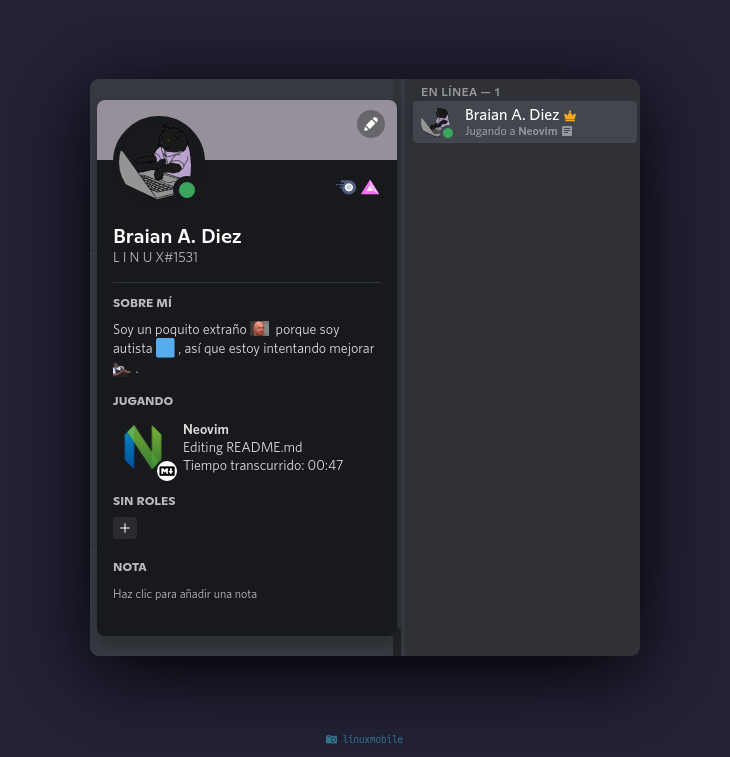 EN LÍNEA — 1
Braian A. Diez
Jugando a Neovim
Braian A. Diez
L I N U X#1531
SOBRE MÍ
Soy un poquito extraño porque soy
autista , así que estoy intentando mejorar
.
JUGANDO
Neovim
Editing README.md
Tiempo transcurrido: 00:47
M
SIN ROLES
+
NOTA
Haz clic para añadir una nota
linuxmobile